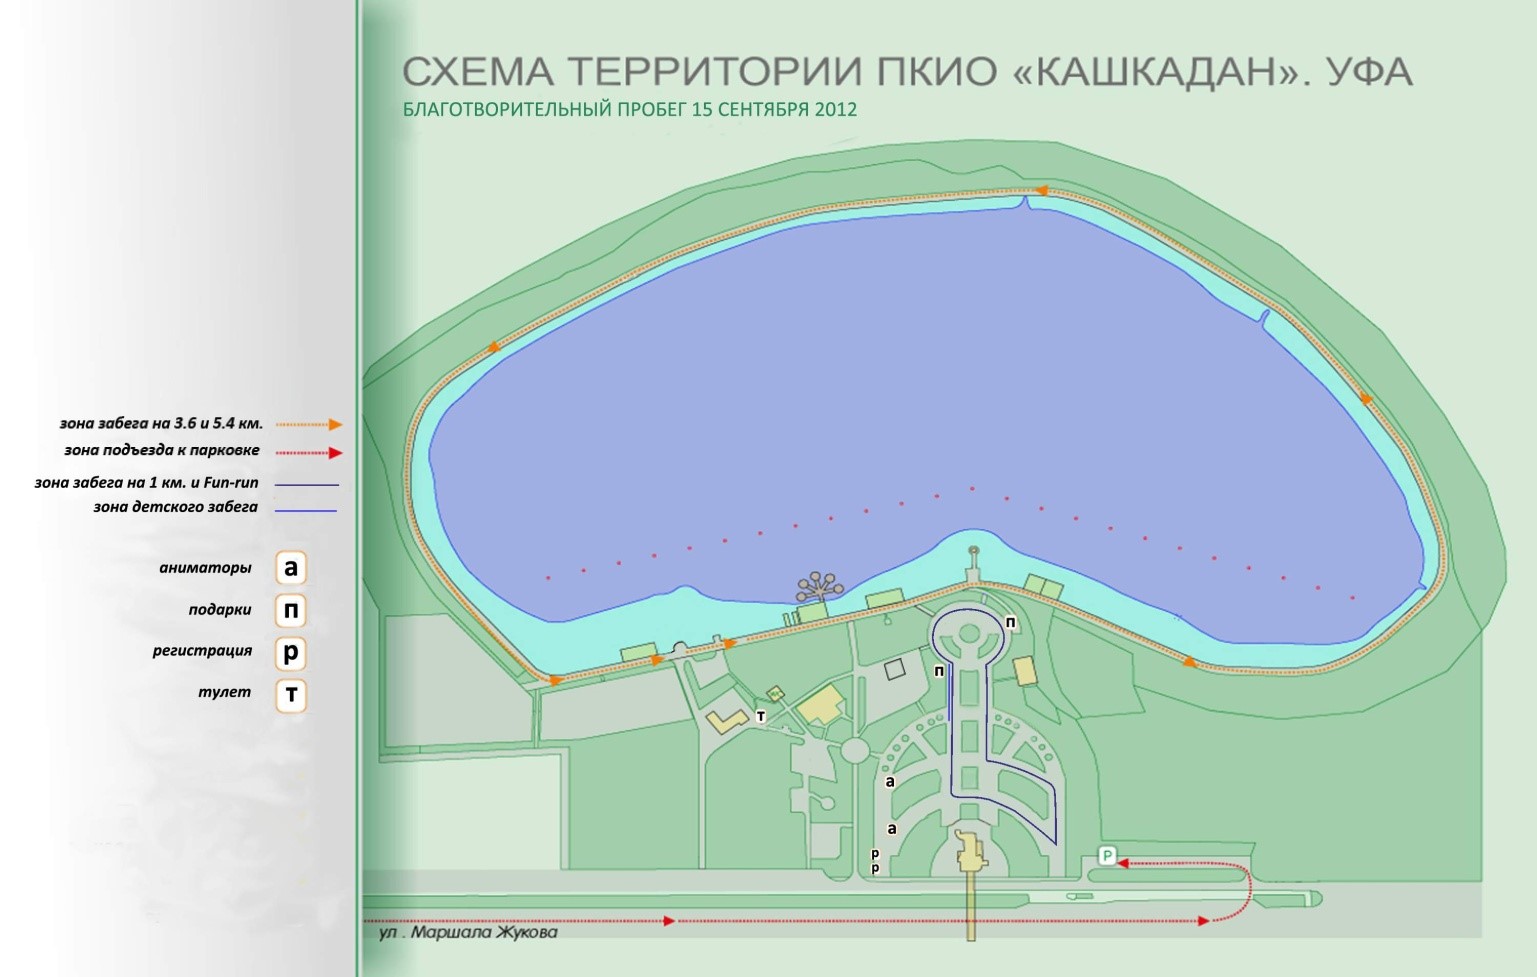 СХЕМА ТЕРРИТОРИИ ПКИО «КАШКАДАН». УФА
БЛАГОТВОРИТЕЛЬНЫЙ ПРОБЕГ 15 СЕНТЯБРЯ 2012
зона забега на 3.6 и 5.4 км.
зона подъезда к парковке
зона забега на 1 км. и Fun-run
зона детского забега
аниматоры а
подарки п
регистрация р
тулет т
п
п
т
а
а
р
р
P
ул . Маршала Жукова